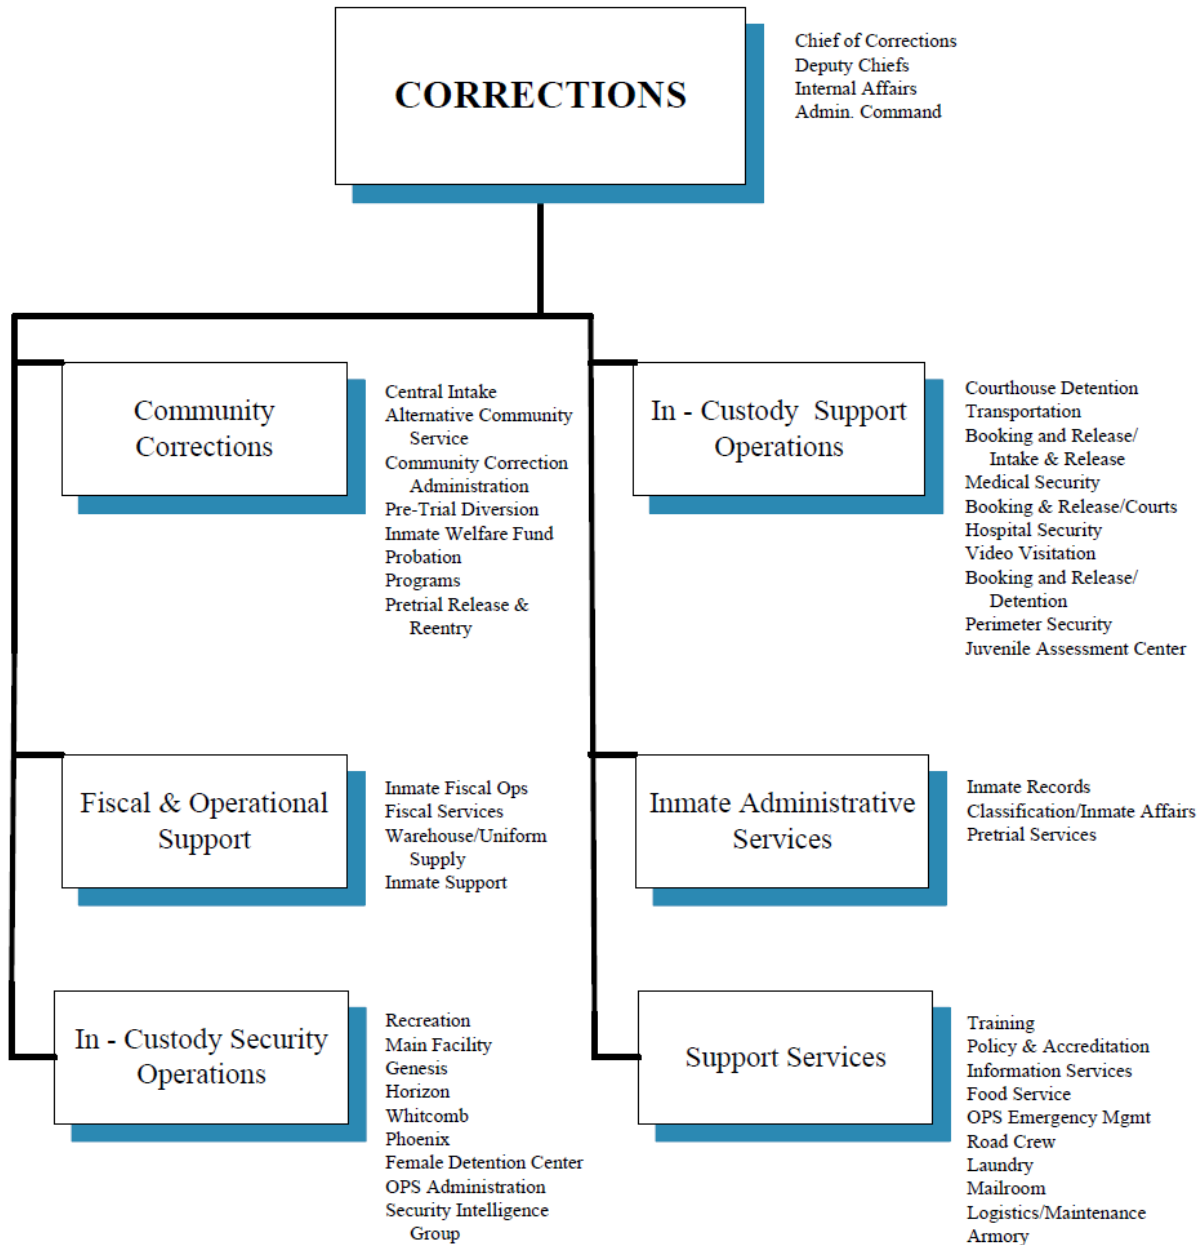 CORRECTIONS
Chief of Corrections
Deputy Chiefs
Internal Affairs
Admin. Command
Community
Corrections
Central Intake
Alternative Community
Service
Community Correction
Administration
Pre-Trial Diversion
Inmate Welfare Fund
Probation
Programs
Pretrial Release &
Reentry
In - Custody Support
Operations
Courthouse Detention
Transportation
Booking and Release/
Intake & Release
Medical Security
Booking & Release/Courts
Hospital Security
Video Visitation
Booking and Release/
Detention
Perimeter Security
Juvenile Assessment Center
Fiscal & Operational
Support
Inmate Fiscal Ops
Fiscal Services
Warehouse/Uniform
Supply
Inmate Support
Inmate Administrative
Services
Inmate Records
Classification/Inmate Affairs
Pretrial Services
In - Custody Security
Operations
Recreation
Main Facility
Genesis
Horizon
Whitcomb
Phoenix
Female Detention Center
OPS Administration
Security Intelligence
Group
Support Services
Training
Policy & Accreditation
Information Services
Food Service
OPS Emergency Mgmt
Road Crew
Laundry
Mailroom
Logistics/Maintenance
Armory